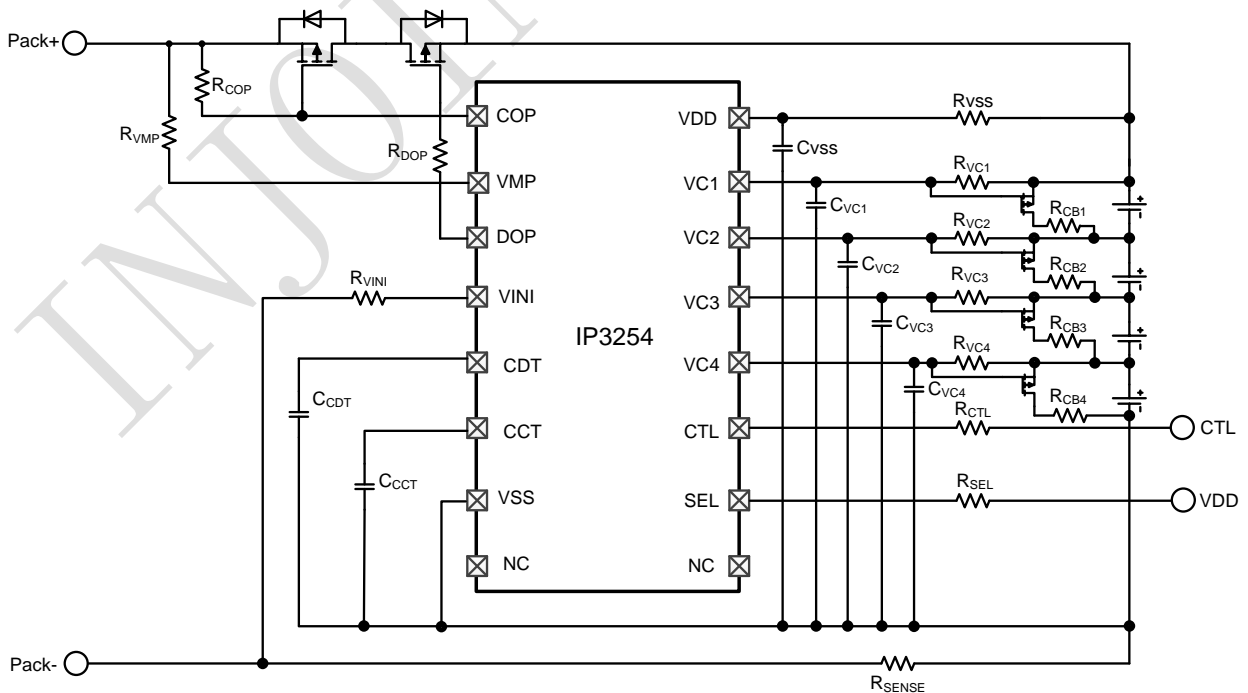 Pack+
RCOP
RVMP
RDOP
COP
VMP
DOP
VINI
CDT
CCT
VSS
NC
IP3254
VDD
VC1
VC2
VC3
VC4
CTL
SEL
NC
RVINI
CCDT
CCCT
Rvss
Cvss
RVC1
RCB1
CVC1
RVC2
RCB2
CVC2
RVC3
RCB3
CVC3
RVC4
RCB4
CVC4
RCTL
CTL
RSEL
VDD
Pack-
RSENSE
+
+
+
+
INJOI